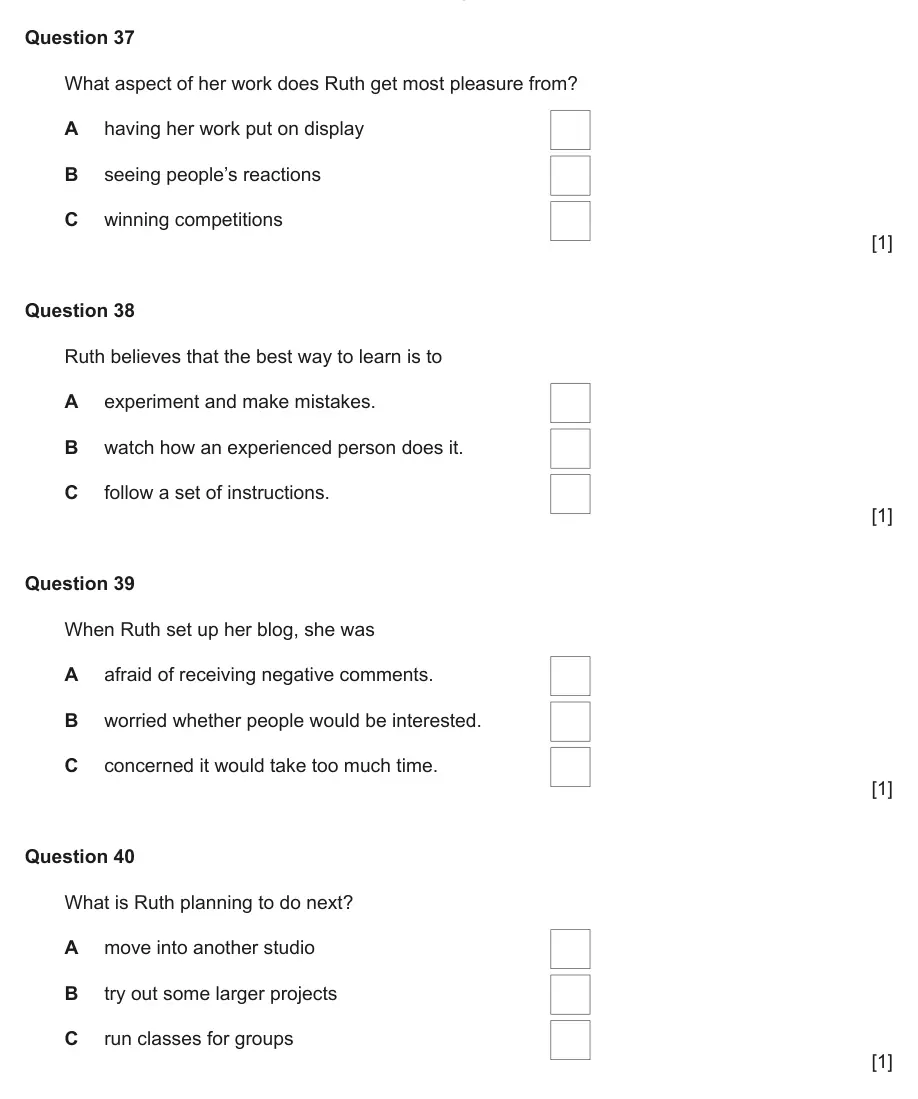 Question 37
What aspect of her work does Ruth get most pleasure from?
A having her work put on display
B seeing people’s reactions
C winning competitions
[1]
Question 38
Ruth believes that the best way to learn is to
A experiment and make mistakes.
B watch how an experienced person does it.
C follow a set of instructions.
[1]
Question 39
When Ruth set up her blog, she was
A afraid of receiving negative comments.
B worried whether people would be interested.
C concerned it would take too much time.
[1]
Question 40
What is Ruth planning to do next?
A move into another studio
B try out some larger projects
C run classes for groups
[1]